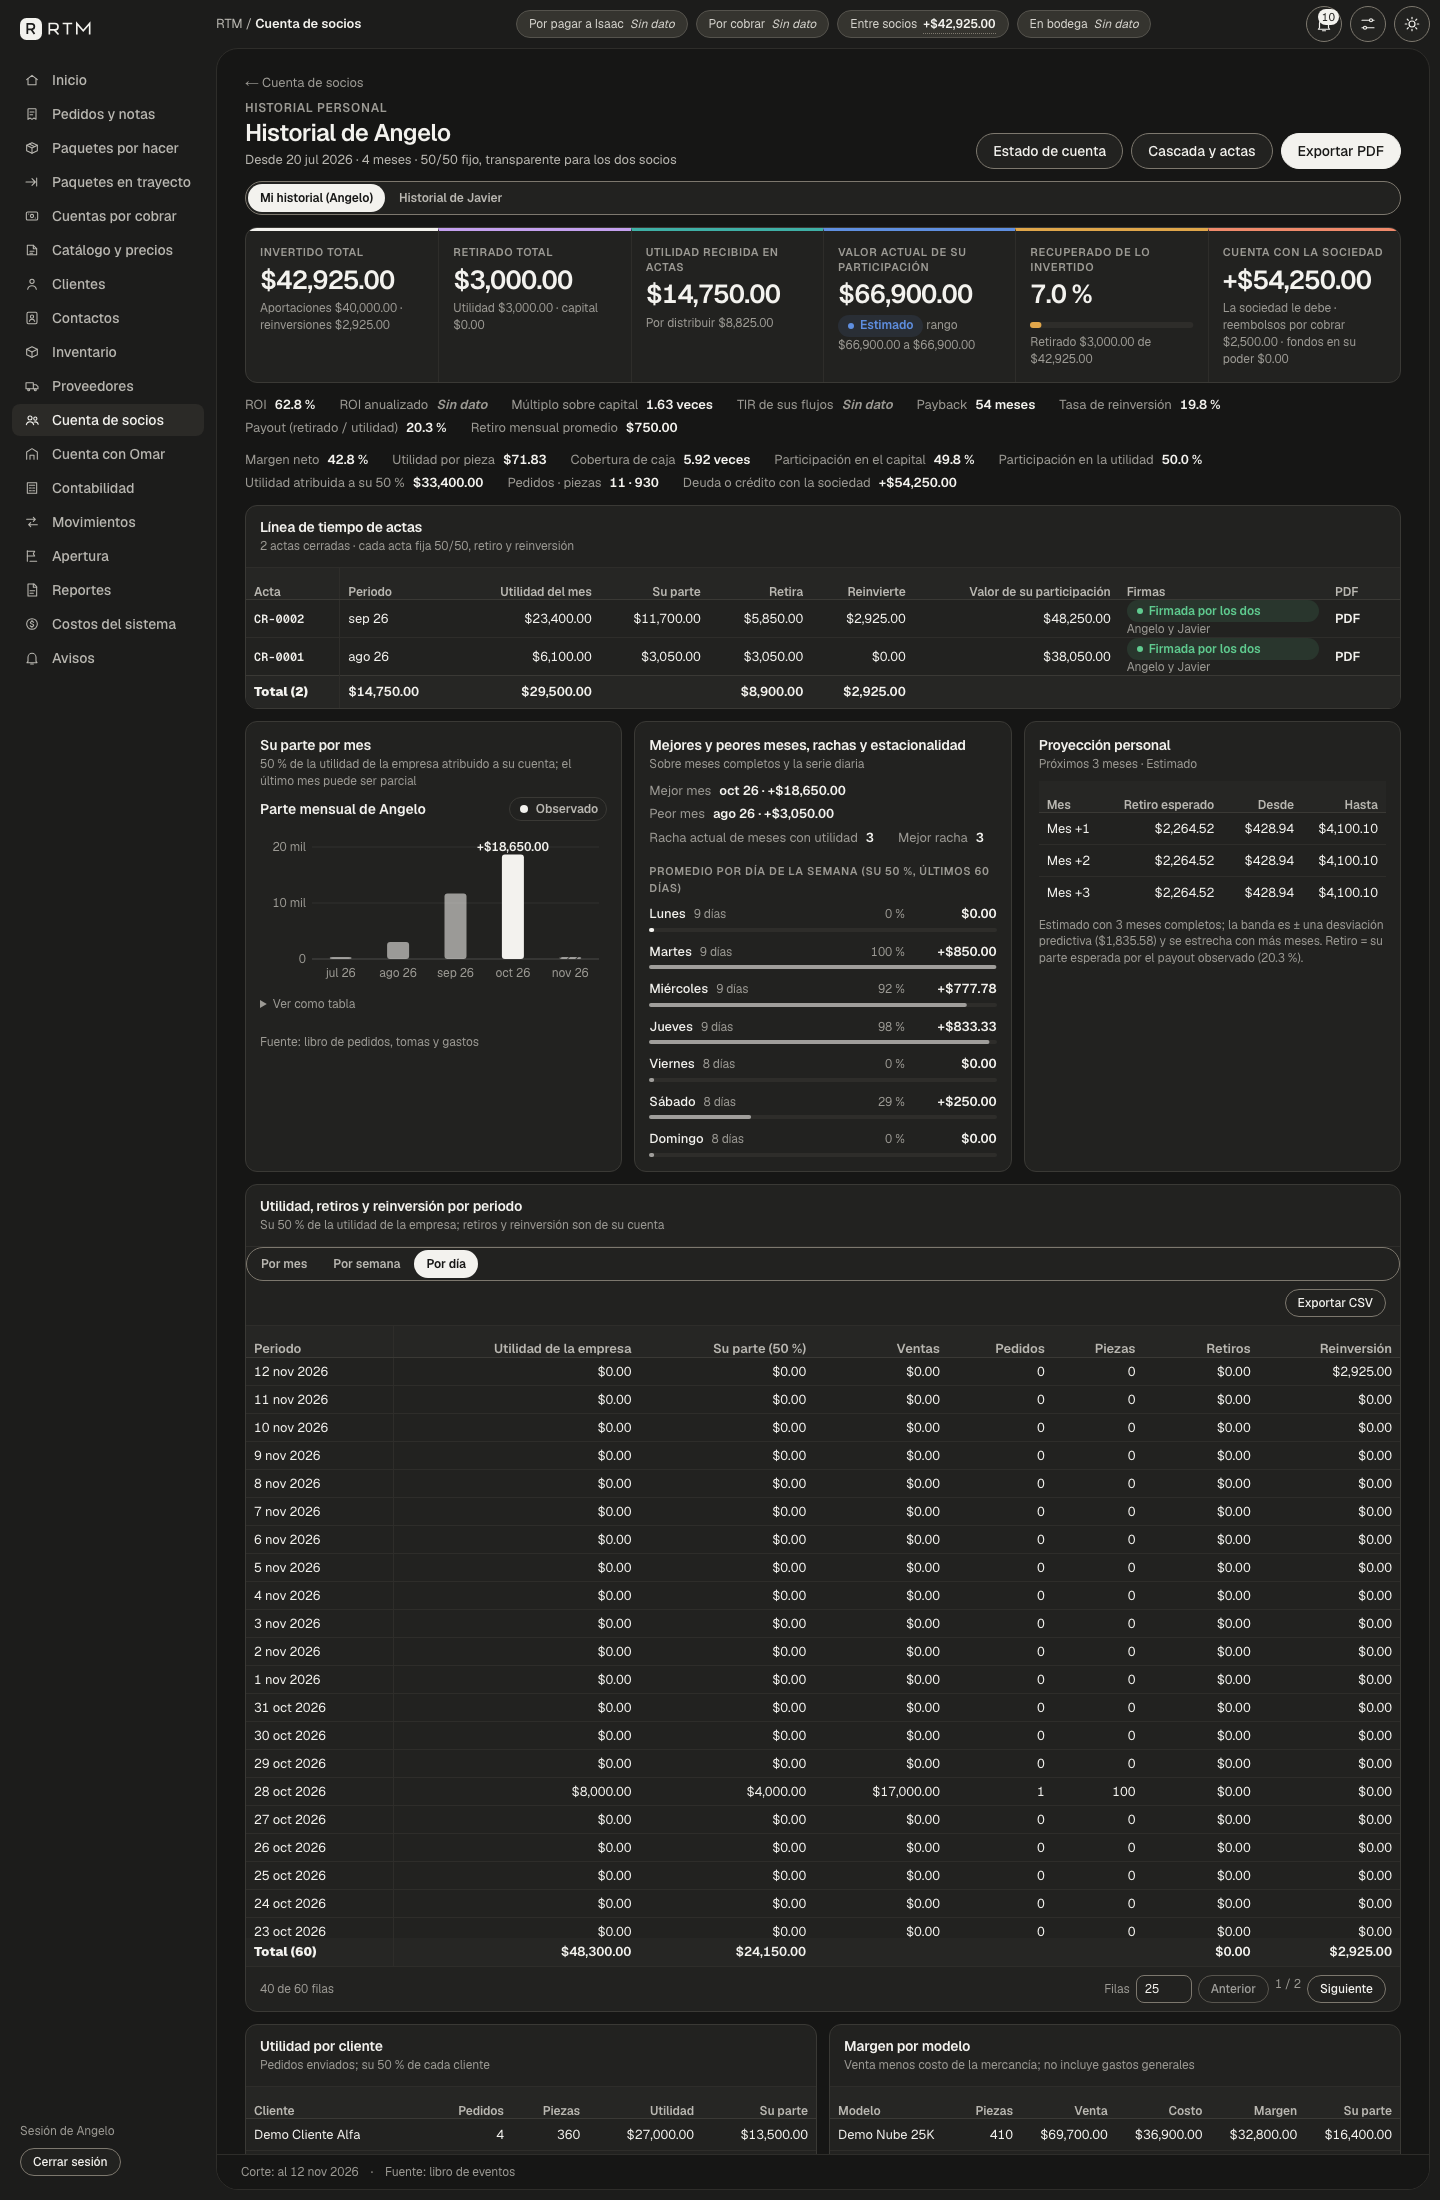 R RTM
RTM / Cuenta de socios
Por pagar a Isaac Sin dato
Por cobrar Sin dato
Entre socios +$42,925.00
En bodega Sin dato
10
Inicio
Pedidos y notas
Paquetes por hacer
Paquetes en trayecto
Cuentas por cobrar
Catálogo y precios
Clientes
Contactos
Inventario
Proveedores
Cuenta de socios
Cuenta con Omar
Contabilidad
Movimientos
Apertura
Reportes
Costos del sistema
Avisos
Sesión de Angelo
Cerrar sesión
← Cuenta de socios
HISTORIAL PERSONAL
Historial de Angelo
Desde 20 jul 2026 · 4 meses · 50/50 fijo, transparente para los dos socios
Estado de cuenta
Cascada y actas
Exportar PDF
Mi historial (Angelo) Historial de Javier
INVERTIDO TOTAL
$42,925.00
Aportaciones $40,000.00 ·
reinversiones $2,925.00
RETIRADO TOTAL
$3,000.00
Utilidad $3,000.00 · capital
$0.00
UTILIDAD RECIBIDA EN
ACTAS
$14,750.00
Por distribuir $8,825.00
VALOR ACTUAL DE SU
PARTICIPACIÓN
$66,900.00
Estimado rango
$66,900.00 a $66,900.00
RECUPERADO DE LO
INVERTIDO
7.0 %
Retirado $3,000.00 de
$42,925.00
CUENTA CON LA SOCIEDAD
+$54,250.00
La sociedad le debe ·
reembolsos por cobrar
$2,500.00 · fondos en su
poder $0.00
ROI 62.8 % ROI anualizado Sin dato Múltiplo sobre capital 1.63 veces TIR de sus flujos Sin dato Payback 54 meses Tasa de reinversión 19.8 %
Payout (retirado / utilidad) 20.3 % Retiro mensual promedio $750.00
Margen neto 42.8 % Utilidad por pieza $71.83 Cobertura de caja 5.92 veces Participación en el capital 49.8 % Participación en la utilidad 50.0 %
Utilidad atribuida a su 50 % $33,400.00 Pedidos · piezas 11 · 930 Deuda o crédito con la sociedad +$54,250.00
Línea de tiempo de actas
2 actas cerradas · cada acta fija 50/50, retiro y reinversión
Acta Periodo Utilidad del mes Su parte Retira Reinvierte Valor de su participación Firmas PDF
CR-0002 sep 26 $23,400.00 $11,700.00 $5,850.00 $2,925.00 $48,250.00 Firmada por los dos PDF
Angelo y Javier
CR-0001 ago 26 $6,100.00 $3,050.00 $3,050.00 $0.00 $38,050.00 Firmada por los dos PDF
Angelo y Javier
Total (2) $14,750.00 $29,500.00 $8,900.00 $2,925.00
Su parte por mes
50 % de la utilidad de la empresa atribuido a su cuenta; el
último mes puede ser parcial
Parte mensual de Angelo Observado
+$18,650.00
20 mil
10 mil
0
jul 26 ago 26 sep 26 oct 26 nov 26
▶ Ver como tabla
Fuente: libro de pedidos, tomas y gastos
Mejores y peores meses, rachas y estacionalidad
Sobre meses completos y la serie diaria
Mejor mes oct 26 · +$18,650.00
Peor mes ago 26 · +$3,050.00
Racha actual de meses con utilidad 3 Mejor racha 3
PROMEDIO POR DÍA DE LA SEMANA (SU 50 %, ÚLTIMOS 60
DÍAS)
Lunes 9 días 0 % $0.00
Martes 9 días 100 % +$850.00
Miércoles 9 días 92 % +$777.78
Jueves 9 días 98 % +$833.33
Viernes 8 días 0 % $0.00
Sábado 8 días 29 % +$250.00
Domingo 8 días 0 % $0.00
Proyección personal
Próximos 3 meses · Estimado
Mes Retiro esperado Desde Hasta
Mes +1 $2,264.52 $428.94 $4,100.10
Mes +2 $2,264.52 $428.94 $4,100.10
Mes +3 $2,264.52 $428.94 $4,100.10
Estimado con 3 meses completos; la banda es ± una desviación
predictiva ($1,835.58) y se estrecha con más meses. Retiro = su
parte esperada por el payout observado (20.3 %).
Utilidad, retiros y reinversión por periodo
Su 50 % de la utilidad de la empresa; retiros y reinversión son de su cuenta
Por mes Por semana Por día
Exportar CSV
Periodo Utilidad de la empresa Su parte (50 %) Ventas Pedidos Piezas Retiros Reinversión
12 nov 2026 $0.00 $0.00 $0.00 0 0 $0.00 $2,925.00
11 nov 2026 $0.00 $0.00 $0.00 0 0 $0.00 $0.00
10 nov 2026 $0.00 $0.00 $0.00 0 0 $0.00 $0.00
9 nov 2026 $0.00 $0.00 $0.00 0 0 $0.00 $0.00
8 nov 2026 $0.00 $0.00 $0.00 0 0 $0.00 $0.00
7 nov 2026 $0.00 $0.00 $0.00 0 0 $0.00 $0.00
6 nov 2026 $0.00 $0.00 $0.00 0 0 $0.00 $0.00
5 nov 2026 $0.00 $0.00 $0.00 0 0 $0.00 $0.00
4 nov 2026 $0.00 $0.00 $0.00 0 0 $0.00 $0.00
3 nov 2026 $0.00 $0.00 $0.00 0 0 $0.00 $0.00
2 nov 2026 $0.00 $0.00 $0.00 0 0 $0.00 $0.00
1 nov 2026 $0.00 $0.00 $0.00 0 0 $0.00 $0.00
31 oct 2026 $0.00 $0.00 $0.00 0 0 $0.00 $0.00
30 oct 2026 $0.00 $0.00 $0.00 0 0 $0.00 $0.00
29 oct 2026 $0.00 $0.00 $0.00 0 0 $0.00 $0.00
28 oct 2026 $8,000.00 $4,000.00 $17,000.00 1 100 $0.00 $0.00
27 oct 2026 $0.00 $0.00 $0.00 0 0 $0.00 $0.00
26 oct 2026 $0.00 $0.00 $0.00 0 0 $0.00 $0.00
25 oct 2026 $0.00 $0.00 $0.00 0 0 $0.00 $0.00
24 oct 2026 $0.00 $0.00 $0.00 0 0 $0.00 $0.00
23 oct 2026 $0.00 $0.00 $0.00 0 0 $0.00 $0.00
Total (60) $48,300.00 $24,150.00 $0.00 $2,925.00
40 de 60 filas
Filas 25 Anterior 1 / 2 Siguiente
Utilidad por cliente
Pedidos enviados; su 50 % de cada cliente
Cliente Pedidos Piezas Utilidad Su parte
Demo Cliente Alfa 4 360 $27,000.00 $13,500.00
Margen por modelo
Venta menos costo de la mercancía; no incluye gastos generales
Modelo Piezas Venta Costo Margen Su parte
Demo Nube 25K 410 $69,700.00 $36,900.00 $32,800.00 $16,400.00
Corte: al 12 nov 2026 · Fuente: libro de eventos